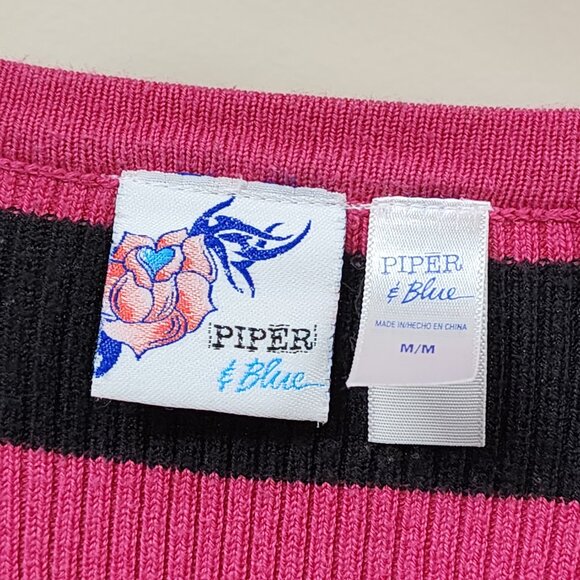 PIPER
& Blue
PIPER
& Blue
MADE IN/HECHO EN CHINA
M/M